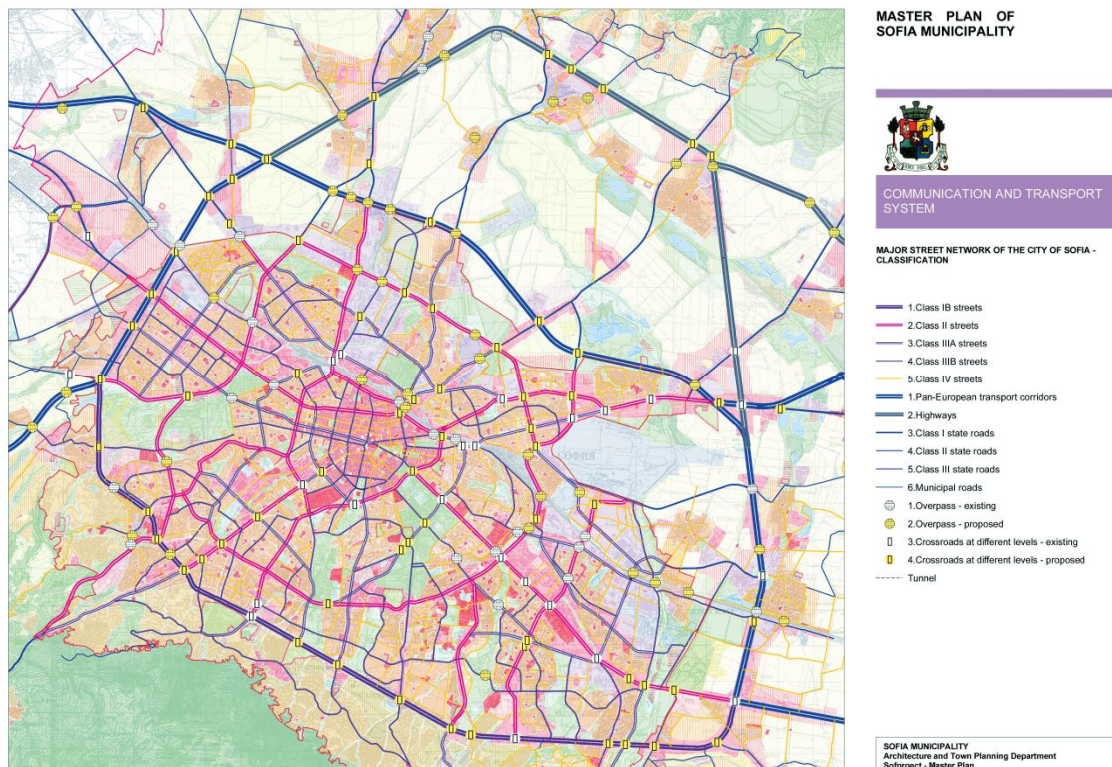 MASTER PLAN OF
SOFIA MUNICIPALITY
COMMUNICATION AND TRANSPORT
SYSTEM
MAJOR STREET NETWORK OF THE CITY OF SOFIA -
CLASSIFICATION
1.Class IB streets
2.Class II streets
3.Class IIIA streets
4.Class IIIB streets
5.Class IV streets
1.Pan-European transport corridors
2.Highways
3.Class I state roads
4.Class II state roads
5.Class III state roads
6.Municipal roads
1.Overpass - existing
2.Overpass - proposed
3.Crossroads at different levels - existing
4.Crossroads at different levels - proposed
Tunnel
СОФИЯ
SOFIA MUNICIPALITY
Architecture and Town Planning Department
Sofproect - Master Plan